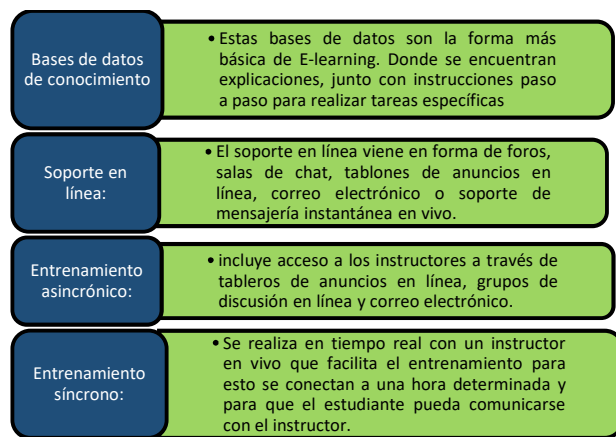 Bases de datos
de conocimiento
• Estas bases de datos son la forma más
básica de E-learning. Donde se encuentran
explicaciones, junto con instrucciones paso
a paso para realizar tareas específicas
Soporte en
línea:
• El soporte en línea viene en forma de foros,
salas de chat, tablones de anuncios en
línea, correo electrónico o soporte de
mensajería instantánea en vivo.
Entrenamiento
asincrónico:
• incluye acceso a los instructores a través de
tableros de anuncios en línea, grupos de
discusión en línea y correo electrónico.
Entrenamiento
síncrono:
• Se realiza en tiempo real con un instructor
en vivo que facilita el entrenamiento para
esto se conectan a una hora determinada y
para que el estudiante pueda comunicarse
con el instructor.